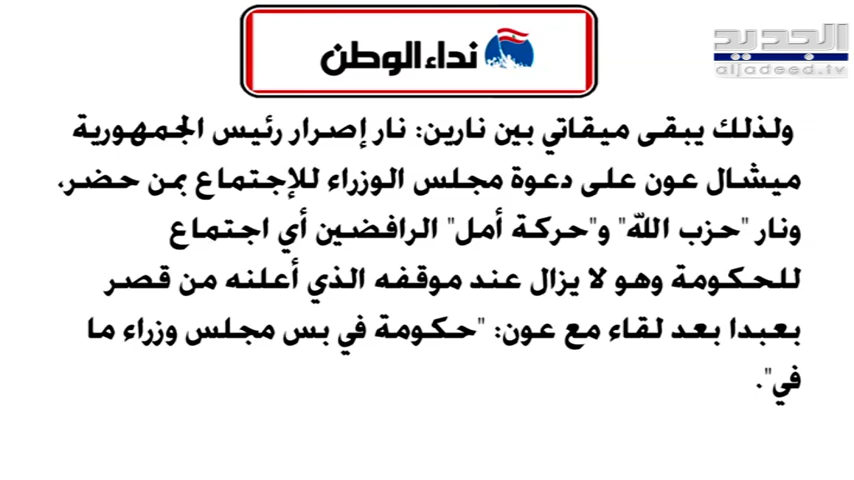 نداء الوطن
الجديد
aljadeed.tv
ولذلك يبقى ميقاتي بين نارين: نار إصرار رئيس الجمهورية
ميشال عون على دعوة مجلس الوزراء للإجتماع بمن حضر،
ونار "حزب الله" و"حركة أمل" الرافضين أي اجتماع
للحكومة وهو لا يزال عند موقفه الذي أعلنه من قصر
بعبدا بعد لقاء مع عون: "حكومة في بس مجلس وزراء ما
في".